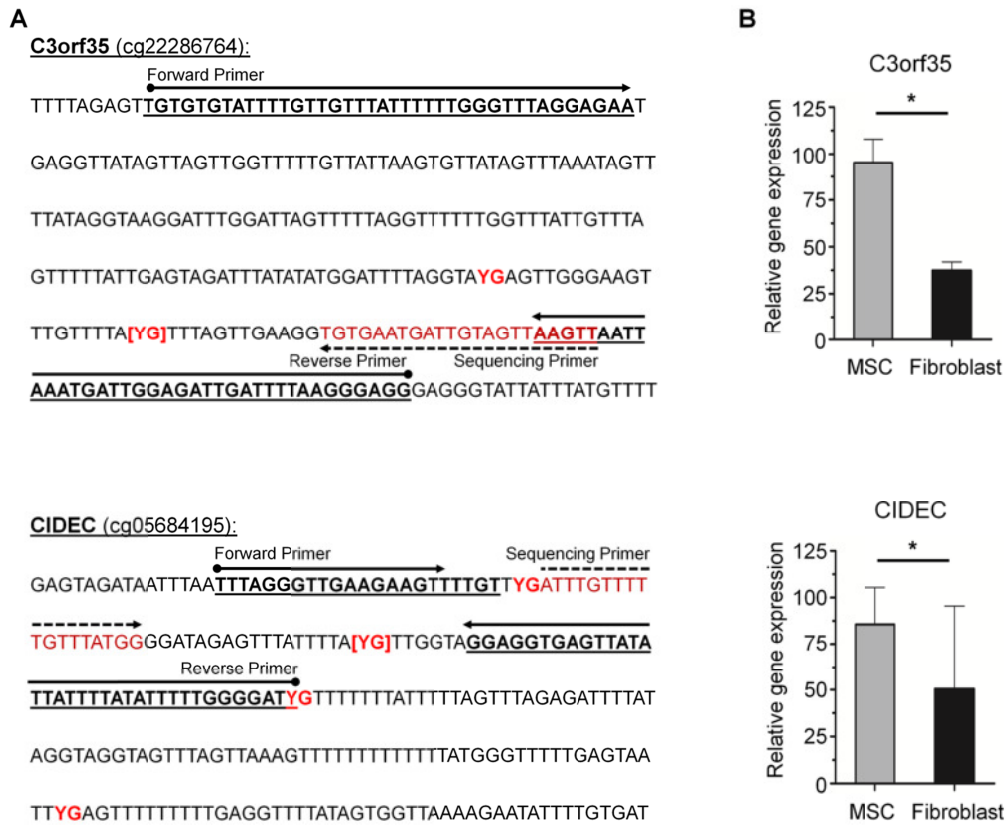 A
C3orf35 (cg22286764):
Forward Primer
TTTTAGAGTTGTGTGTATTTTGTTGTTTATTTTTTGGGTTTAGGAGAAT
GAGGTTATAGTTAGTTGGTTTTTGTTATTAAGTGTTATAGTTTAAATAGTT
TTATAGGTAAGGATTTGGATTAGTTTTTAGGTTTTTTGGTTTATTGTTTA
GTTTTTATTGAGTAGATTTATATATGGATTTTAGGTAYGAGTTGGGAAGT
TTGTTTTA[YG]TTTAGTTGAAGGTGTGAATGATTGTAGTTAAGTTAATT
Reverse Primer Sequencing Primer
AAATGATTGGAGATTGATTTTAAGGGAGGGAGGGTATTATTTATGTTTT
CIDEC (cg05684195):
Forward Primer Sequencing Primer
GAGTAGATAATTTAATTTAGGGTTGAAGAAGTTTTGTTYGATTTGTTTT
TGTTTATGGGGATAGAGTTTATTTTA[YG]TTGGTAGGAGGTGAGTTATA
Reverse Primer
TTATTTTATATTTTTGGGGATYGTTTTTTTATTTTTAGTTTAGAGATTTTAT
AGGTAGGTAGTTTAGTTAAAGTTTTTTTTTTTTTATGGGTTTTTGAGTAA
TTYGAGTTTTTTTTTGAGGTTTTATAGTGGTTAAAAGAATATTTTGTGAT
B
C3orf35
Relative gene expression
125
100
75
50
25
0
*
MSC Fibroblast
CIDEC
Relative gene expression
125
100
75
50
25
0
*
MSC Fibroblast